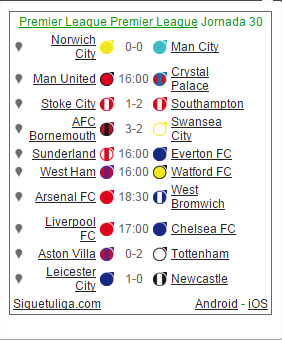 Premier League Premier League Jornada 30
Norwich City 0-0 Man City
Man United 16:00 Crystal Palace
Stoke City 1-2 Southampton
AFC Bornemouth 3-2 Swansea City
Sunderland 16:00 Everton FC
West Ham 16:00 Watford FC
Arsenal FC 18:30 West Bromwich
Liverpool FC 17:00 Chelsea FC
Aston Villa 0-2 Tottenham
Leicester City 1-0 Newcastle
Siguetuliga.com Android - iOS